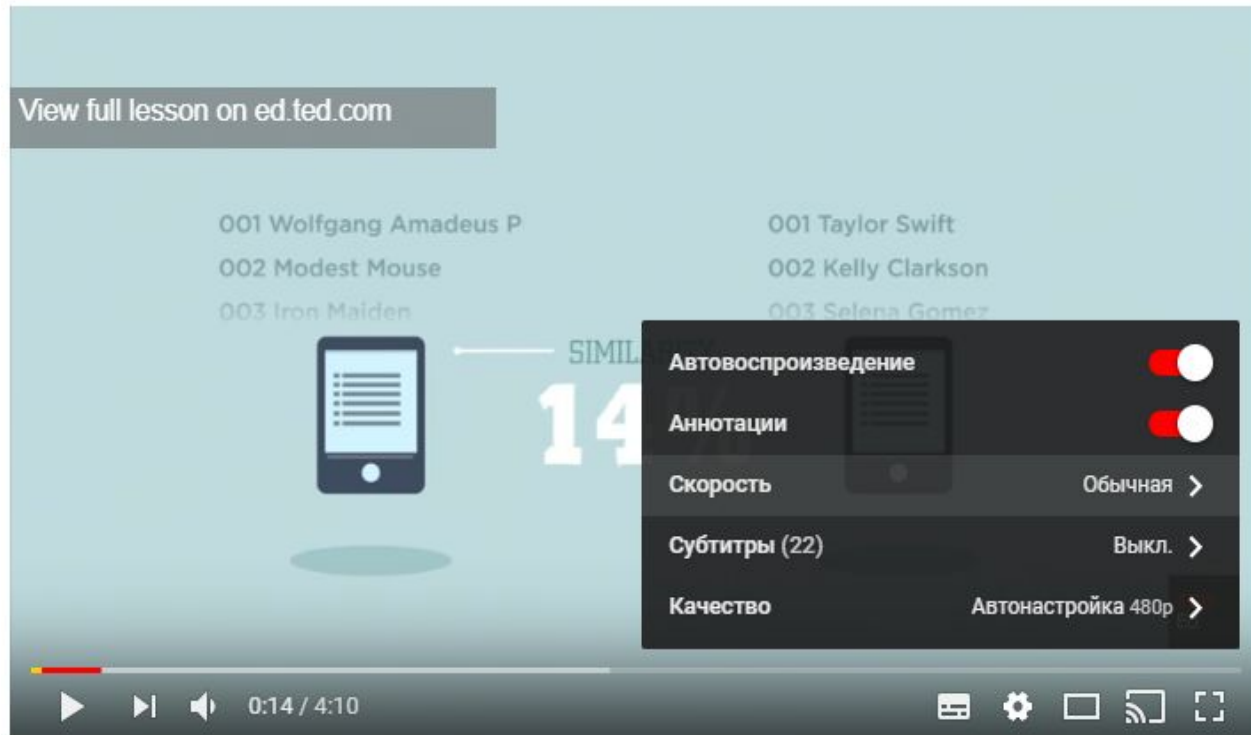 View full lesson on ed.ted.com
001 Wolfgang Amadeus P
002 Modest Mouse
003 Iron Maiden
001 Taylor Swift
002 Kelly Clarkson
003 Selena Gomez
SIMILARITY
14%
Автовоспроизведение
Аннотации
Скорость Обычная
Субтитры (22) Выкл.
Качество Автонастройка 480p
0:14 / 4:10